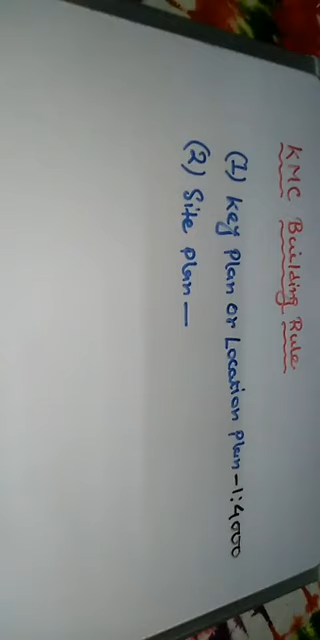 KMC Building Rule
(1) Key Plan or Location Plan - 1:4000
(2) Site Plan —